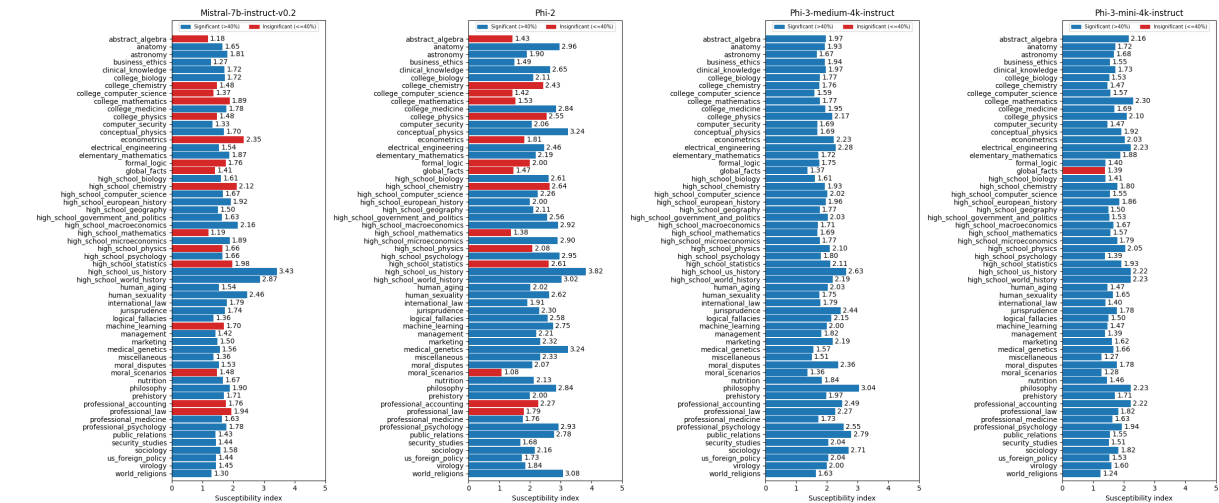 Mistral-7b-instruct-v0.2
Significant (>40%) Insignificant (<=40%)
abstract_algebra 1.18
anatomy 1.65
astronomy 1.81
business_ethics 1.27
clinical_knowledge 1.72
college_biology 1.72
college_chemistry 1.48
college_computer_science 1.37
college_mathematics 1.89
college_medicine 1.78
college_physics 1.48
computer_security 1.33
conceptual_physics 1.70
econometrics 2.35
electrical_engineering 1.54
elementary_mathematics 1.87
formal_logic 1.76
global_facts 1.41
high_school_biology 1.61
high_school_chemistry 2.12
high_school_computer_science 1.67
high_school_european_history 1.92
high_school_geography 1.50
high_school_government_and_politics 1.63
high_school_macroeconomics 2.16
high_school_mathematics 1.19
high_school_microeconomics 1.89
high_school_physics 1.66
high_school_psychology 1.66
high_school_statistics 1.98
high_school_us_history 3.43
high_school_world_history 2.87
human_aging 1.54
human_sexuality 2.46
international_law 1.79
jurisprudence 1.74
logical_fallacies 1.36
machine_learning 1.70
management 1.42
marketing 1.50
medical_genetics 1.56
miscellaneous 1.36
moral_disputes 1.53
moral_scenarios 1.48
nutrition 1.67
philosophy 1.90
prehistory 1.71
professional_accounting 1.76
professional_law 1.94
professional_medicine 1.63
professional_psychology 1.78
public_relations 1.43
security_studies 1.44
sociology 1.58
us_foreign_policy 1.44
virology 1.45
world_religions 1.30
0 1 2 3 4 5
Susceptibility index
Phi-2
Significant (>40%) Insignificant (<=40%)
abstract_algebra 1.43
anatomy 2.96
astronomy 1.90
business_ethics 1.49
clinical_knowledge 2.65
college_biology 2.11
college_chemistry 2.43
college_computer_science 1.42
college_mathematics 1.53
college_medicine 2.84
college_physics 2.55
computer_security 2.06
conceptual_physics 3.24
econometrics 1.81
electrical_engineering 2.46
elementary_mathematics 2.19
formal_logic 2.00
global_facts 1.47
high_school_biology 2.61
high_school_chemistry 2.64
high_school_computer_science 2.26
high_school_european_history 2.00
high_school_geography 2.11
high_school_government_and_politics 2.56
high_school_macroeconomics 2.92
high_school_mathematics 1.38
high_school_microeconomics 2.90
high_school_physics 2.08
high_school_psychology 2.95
high_school_statistics 2.61
high_school_us_history 3.82
high_school_world_history 3.02
human_aging 2.02
human_sexuality 2.62
international_law 1.91
jurisprudence 2.30
logical_fallacies 2.58
machine_learning 2.75
management 2.21
marketing 2.32
medical_genetics 3.24
miscellaneous 2.33
moral_disputes 2.07
moral_scenarios 1.08
nutrition 2.13
philosophy 2.84
prehistory 2.00
professional_accounting 2.27
professional_law 1.79
professional_medicine 1.76
professional_psychology 2.93
public_relations 2.78
security_studies 1.68
sociology 2.16
us_foreign_policy 1.73
virology 1.84
world_religions 3.08
0 1 2 3 4 5
Susceptibility index
Phi-3-medium-4k-instruct
Significant (>40%) Insignificant (<=40%)
abstract_algebra 1.97
anatomy 1.93
astronomy 1.67
business_ethics 1.94
clinical_knowledge 1.97
college_biology 1.77
college_chemistry 1.76
college_computer_science 1.59
college_mathematics 1.77
college_medicine 1.95
college_physics 2.17
computer_security 1.69
conceptual_physics 1.69
econometrics 2.23
electrical_engineering 2.28
elementary_mathematics 1.72
formal_logic 1.75
global_facts 1.37
high_school_biology 1.61
high_school_chemistry 1.93
high_school_computer_science 2.02
high_school_european_history 1.96
high_school_geography 1.77
high_school_government_and_politics 2.03
high_school_macroeconomics 1.71
high_school_mathematics 1.69
high_school_microeconomics 1.77
high_school_physics 2.10
high_school_psychology 1.80
high_school_statistics 2.11
high_school_us_history 2.63
high_school_world_history 2.19
human_aging 2.03
human_sexuality 1.75
international_law 1.79
jurisprudence 2.44
logical_fallacies 2.15
machine_learning 2.00
management 1.82
marketing 2.19
medical_genetics 1.57
miscellaneous 1.51
moral_disputes 2.36
moral_scenarios 1.36
nutrition 1.84
philosophy 3.04
prehistory 1.97
professional_accounting 2.49
professional_law 2.27
professional_medicine 1.73
professional_psychology 2.55
public_relations 2.79
security_studies 2.04
sociology 2.71
us_foreign_policy 2.04
virology 2.00
world_religions 1.63
0 1 2 3 4 5
Susceptibility index
Phi-3-mini-4k-instruct
Significant (>40%) Insignificant (<=40%)
abstract_algebra 2.16
anatomy 1.72
astronomy 1.68
business_ethics 1.55
clinical_knowledge 1.73
college_biology 1.53
college_chemistry 1.47
college_computer_science 1.57
college_mathematics 2.30
college_medicine 1.69
college_physics 2.10
computer_security 1.47
conceptual_physics 1.92
econometrics 2.03
electrical_engineering 2.23
elementary_mathematics 1.88
formal_logic 1.40
global_facts 1.39
high_school_biology 1.41
high_school_chemistry 1.80
high_school_computer_science 1.55
high_school_european_history 1.86
high_school_geography 1.50
high_school_government_and_politics 1.53
high_school_macroeconomics 1.67
high_school_mathematics 1.57
high_school_microeconomics 1.79
high_school_physics 2.05
high_school_psychology 1.39
high_school_statistics 1.93
high_school_us_history 2.22
high_school_world_history 2.23
human_aging 1.47
human_sexuality 1.65
international_law 1.40
jurisprudence 1.78
logical_fallacies 1.50
machine_learning 1.47
management 1.39
marketing 1.62
medical_genetics 1.66
miscellaneous 1.27
moral_disputes 1.78
moral_scenarios 1.28
nutrition 1.46
philosophy 2.23
prehistory 1.71
professional_accounting 2.22
professional_law 1.82
professional_medicine 1.63
professional_psychology 1.94
public_relations 1.55
security_studies 1.51
sociology 1.82
us_foreign_policy 1.53
virology 1.60
world_religions 1.24
0 1 2 3 4 5
Susceptibility index